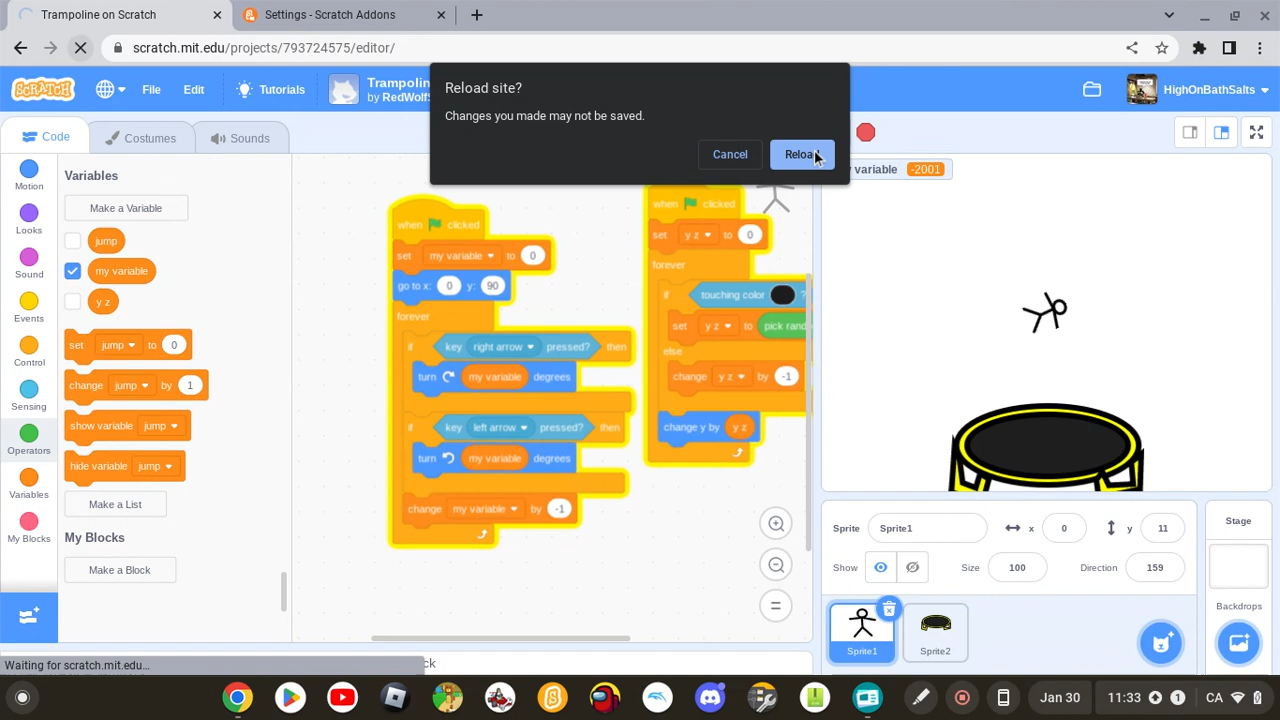 Trampoline on Scratch
Settings - Scratch Addons
scratch.mit.edu/projects/793724575/editor/
SCRATCH
File
Edit
Tutorials
Trampoline
by
HighOnBathSalts
Reload site?
Changes you made may not be saved.
Cancel
Reload
Code
Costumes
Sounds
Motion
Looks
Sound
Events
Control
Sensing
Operators
Variables
My Blocks
Variables
Make a Variable
jump
my variable
y z
set jump to 0
change jump by 1
show variable jump
hide variable jump
Make a List
My Blocks
Make a Block
when clicked
set my variable to 0
go to x: 0 y: 90
forever
if key right arrow pressed? then
turn my variable degrees
if key left arrow pressed? then
turn my variable degrees
change my variable by -1
when clicked
set y z to 0
forever
if touching color ?
set y z to pick
else
change y z by -1
change y by y z
variable -2001
Sprite Sprite1 x 0 y 11
Show Size 100 Direction 159
Sprite1
Sprite2
Stage
Backdrops
Waiting for scratch.mit.edu...
Jan 30
11:33
1
CA